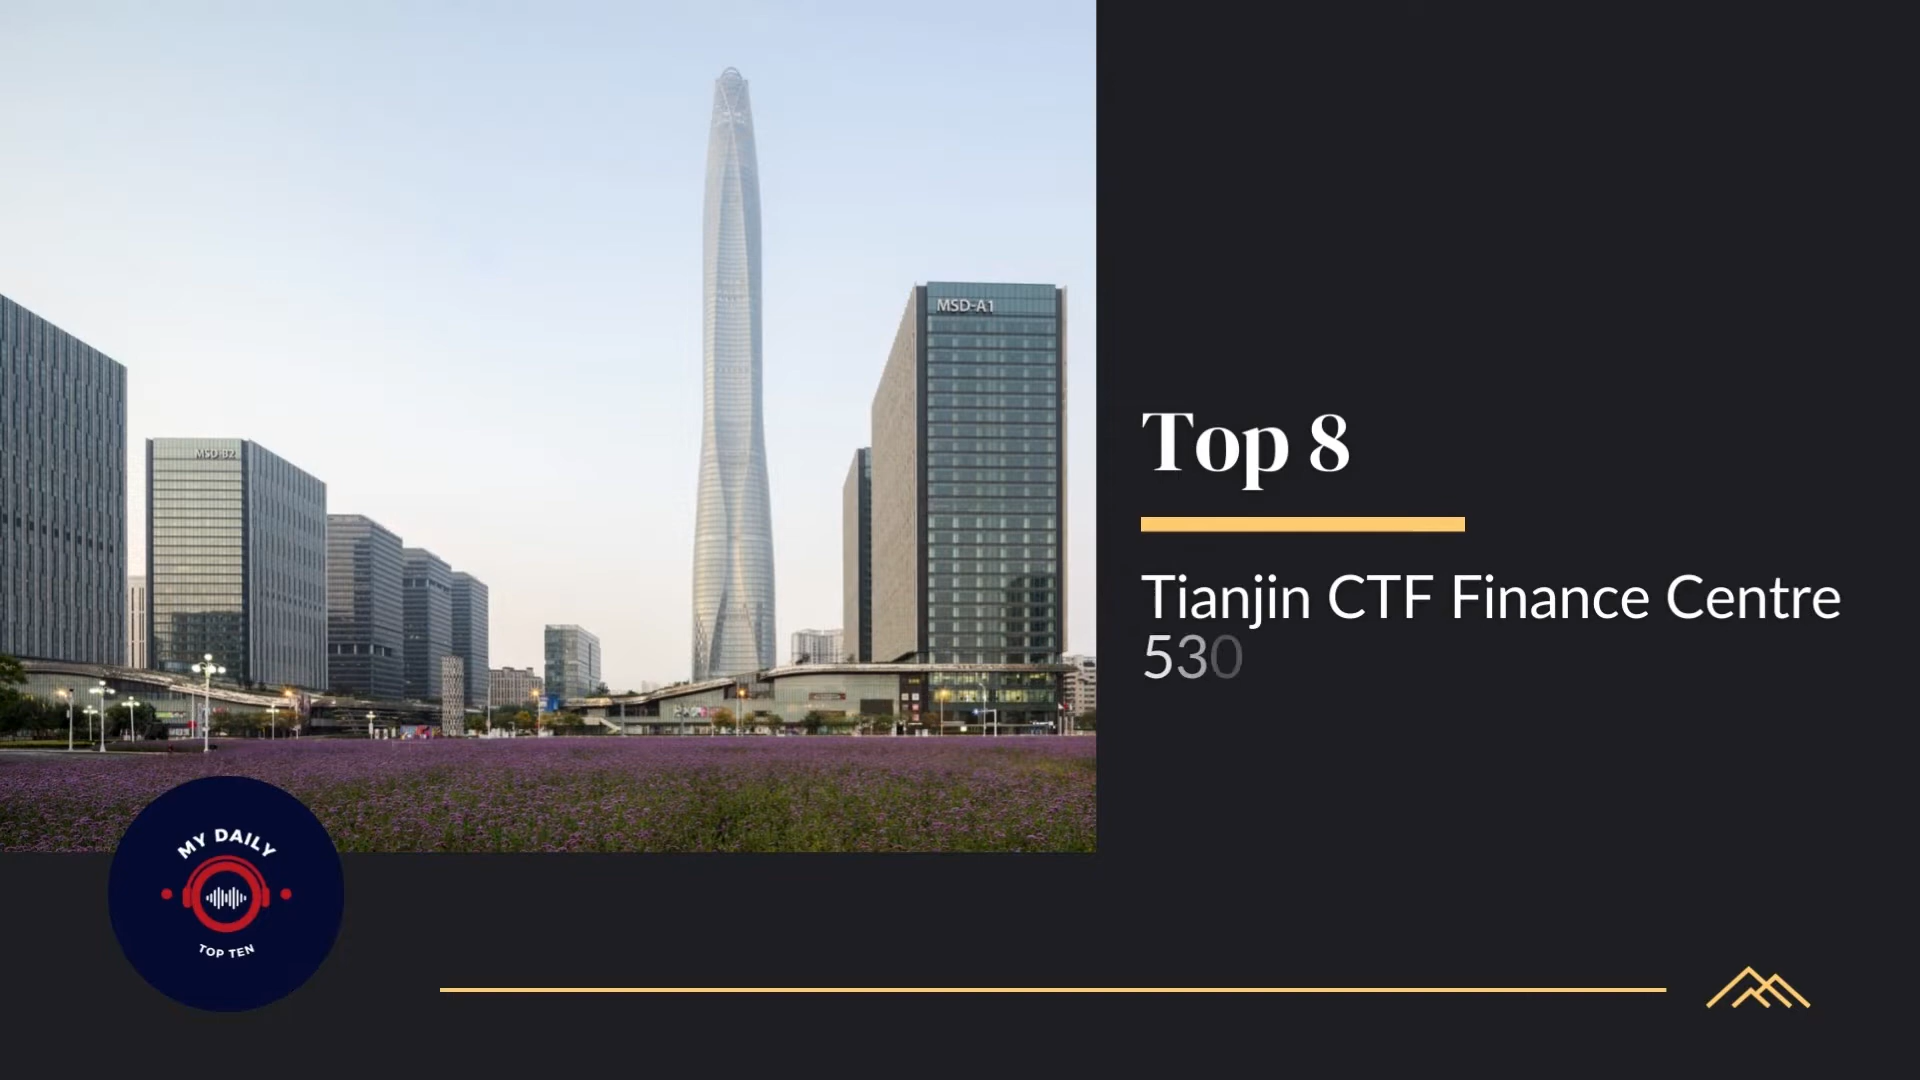 MSD-A1
MSD-B2
Top 8
Tianjin CTF Finance Centre
530
MY DAILY
TOP TEN